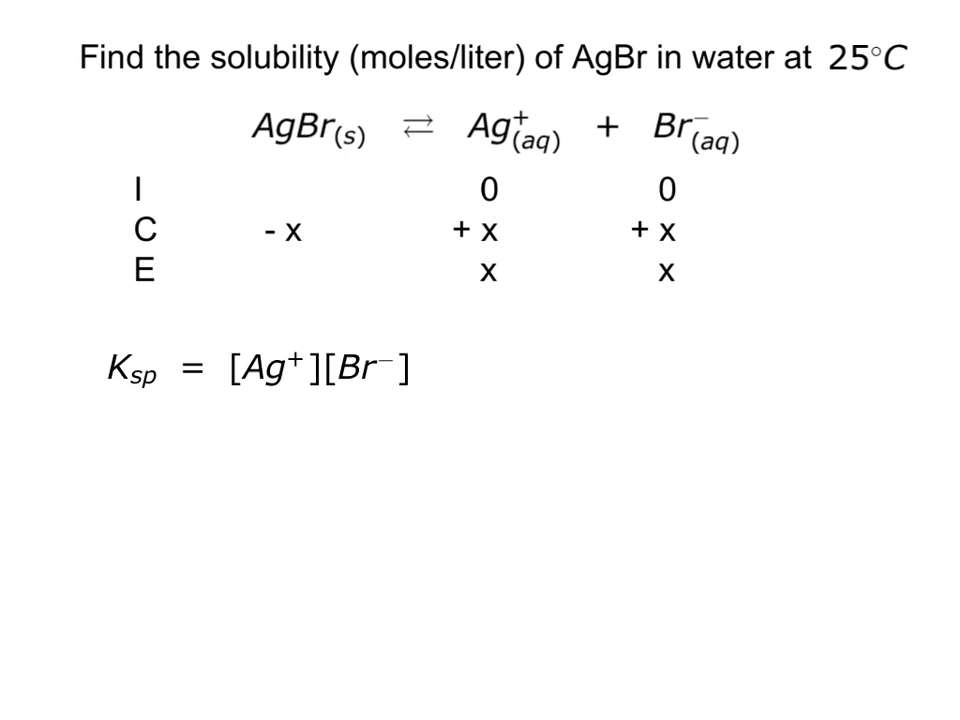 Find the solubility (moles/liter) of AgBr in water at 25°C
AgBr(s) ⇄ Ag⁺(aq) + Br⁻(aq)
I 0 0
C - x + x + x
E x x
Ksp = [Ag⁺][Br⁻]